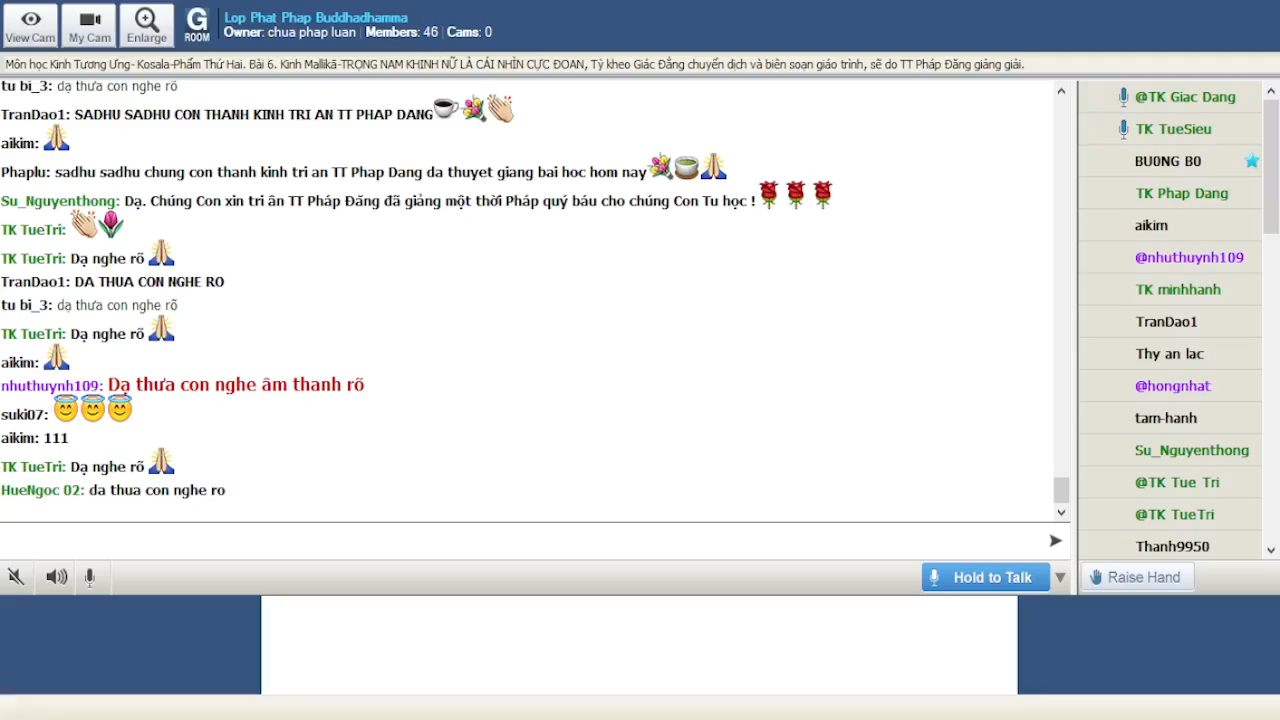 Lop Phat Phap Buddhadhamma
Owner: chua phap luan | Members: 46 | Cams: 0
View Cam
My Cam
Enlarge
G ROOM
Môn học Kinh Tương Ưng- Kosala-Phẩm Thứ Hai. Bài 6. Kinh Mallikā-TRỌNG NAM KHINH NỮ LÀ CÁI NHÌN CỰC ĐOAN, Tỳ kheo Giác Đẳng chuyển dịch và biên soạn giáo trình, sẽ do TT Pháp Đăng giảng giải.
tu bi_3: dạ thưa con nghe rõ
TranDao1: SADHU SADHU CON THANH KINH TRI AN TT PHAP DANG
aikim:
Phaplu: sadhu sadhu chung con thanh kinh tri an TT Phap Dang da thuyet giang bai hoc hom nay
Su_Nguyenthong: Dạ. Chúng Con xin tri ân TT Pháp Đăng đã giảng một thời Pháp quý báu cho chúng Con Tu học !
TK TueTri:
TK TueTri: Dạ nghe rõ
TranDao1: DA THUA CON NGHE RO
tu bi_3: dạ thưa con nghe rõ
TK TueTri: Dạ nghe rõ
aikim:
nhuthuynh109: Dạ thưa con nghe âm thanh rõ
suki07:
aikim: 111
TK TueTri: Dạ nghe rõ
HueNgoc 02: da thua con nghe ro
Hold to Talk
@TK Giac Dang
TK TueSieu
BU0NG B0
TK Phap Dang
aikim
@nhuthuynh109
TK minhhanh
TranDao1
Thy an lac
@hongnhat
tam-hanh
Su_Nguyenthong
@TK Tue Tri
@TK TueTri
Thanh9950
Raise Hand